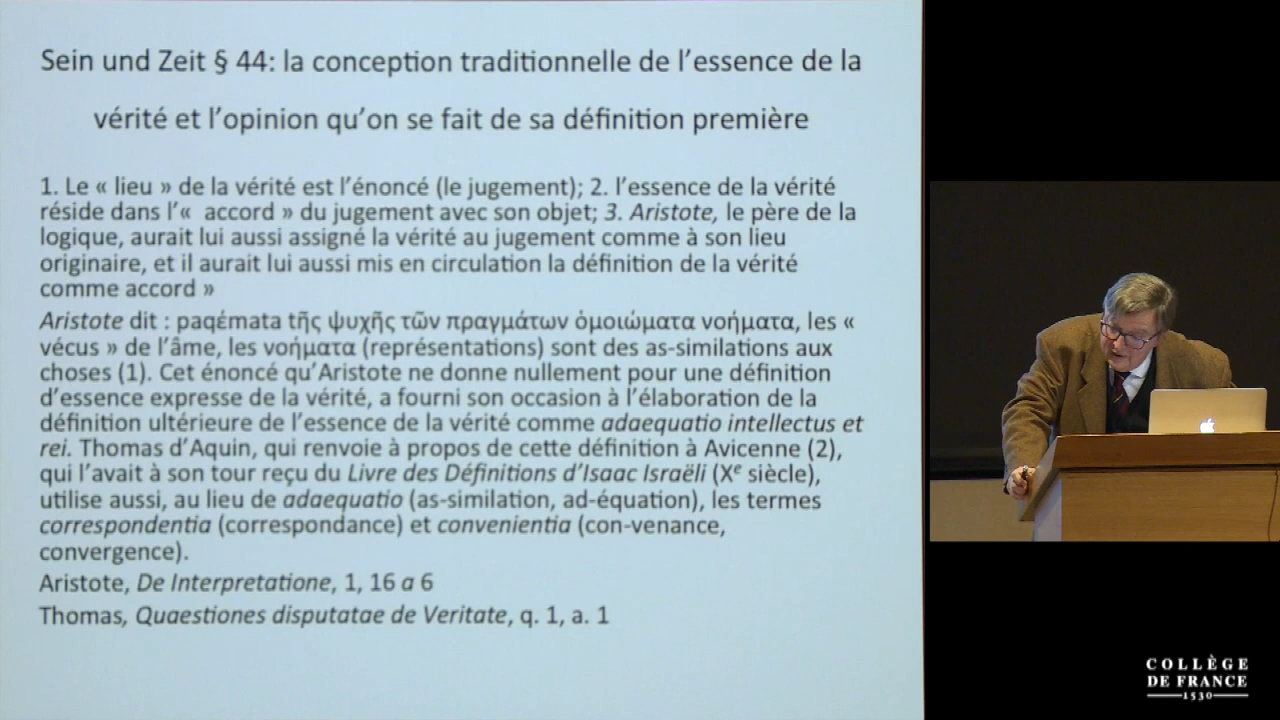 Sein und Zeit § 44: la conception traditionnelle de l’essence de la
vérité et l’opinion qu’on se fait de sa définition première
1. Le « lieu » de la vérité est l’énoncé (le jugement); 2. l’essence de la vérité
réside dans l’«  accord » du jugement avec son objet; 3. Aristote, le père de la
logique, aurait lui aussi assigné la vérité au jugement comme à son lieu
originaire, et il aurait lui aussi mis en circulation la définition de la vérité
comme accord »
Aristote dit : paqémata τῆς ψυχῆς τῶν πραγμάτων ὁμοιώματα νοήματα, les «
vécus » de l’âme, les νοήματα (représentations) sont des as-similations aux
choses (1). Cet énoncé qu’Aristote ne donne nullement pour une définition
d’essence expresse de la vérité, a fourni son occasion à l’élaboration de la
définition ultérieure de l’essence de la vérité comme adaequatio intellectus et
rei. Thomas d’Aquin, qui renvoie à propos de cette définition à Avicenne (2),
qui l’avait à son tour reçu du Livre des Définitions d’Isaac Israëli (Xe siècle),
utilise aussi, au lieu de adaequatio (as-similation, ad-équation), les termes
correspondentia (correspondance) et convenientia (con-venance,
convergence).
Aristote, De Interpretatione, 1, 16 a 6
Thomas, Quaestiones disputatae de Veritate, q. 1, a. 1
COLLÈGE
DE FRANCE
1530